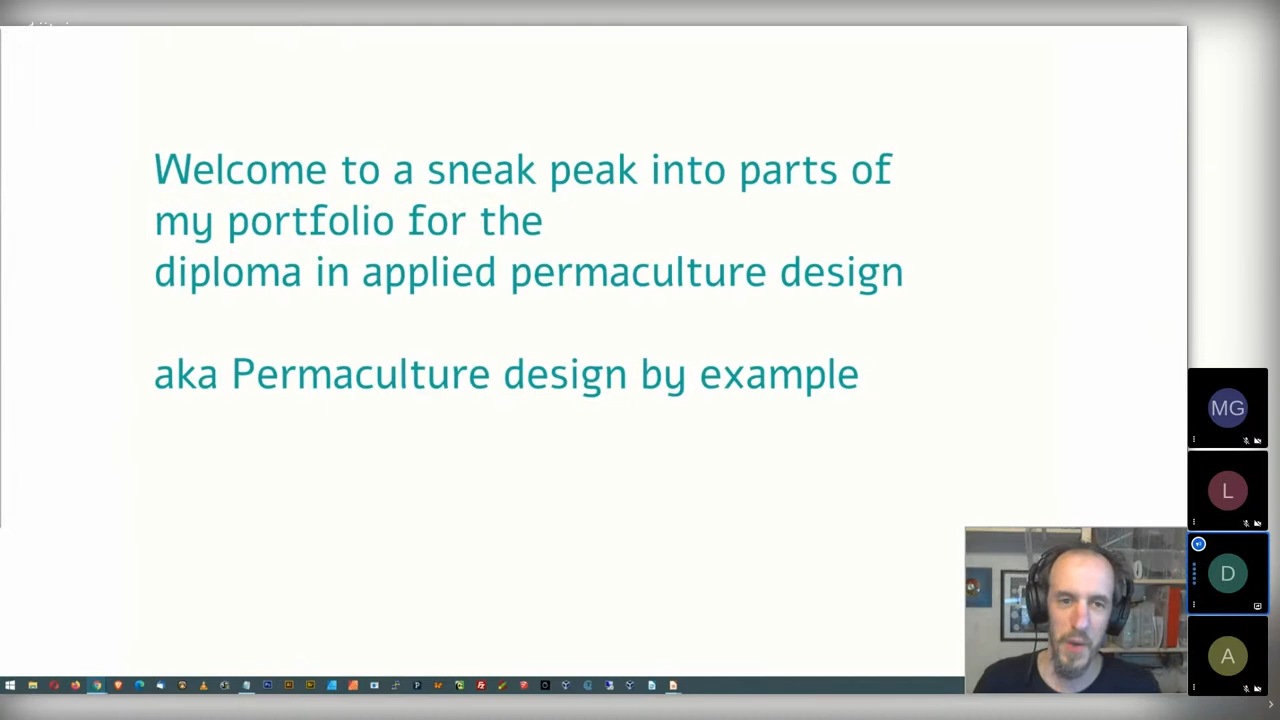 Welcome to a sneak peak into parts of
my portfolio for the
diploma in applied permaculture design
aka Permaculture design by example
MG
L
D
A